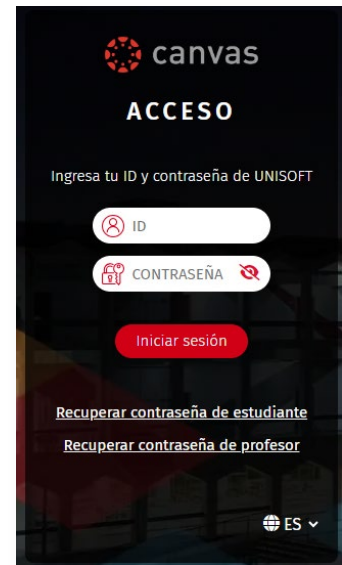 canvas
ACCESO
Ingresa tu ID y contraseña de UNISOFT
ID
CONTRASEÑA
Iniciar sesión
Recuperar contraseña de estudiante
Recuperar contraseña de profesor
ES